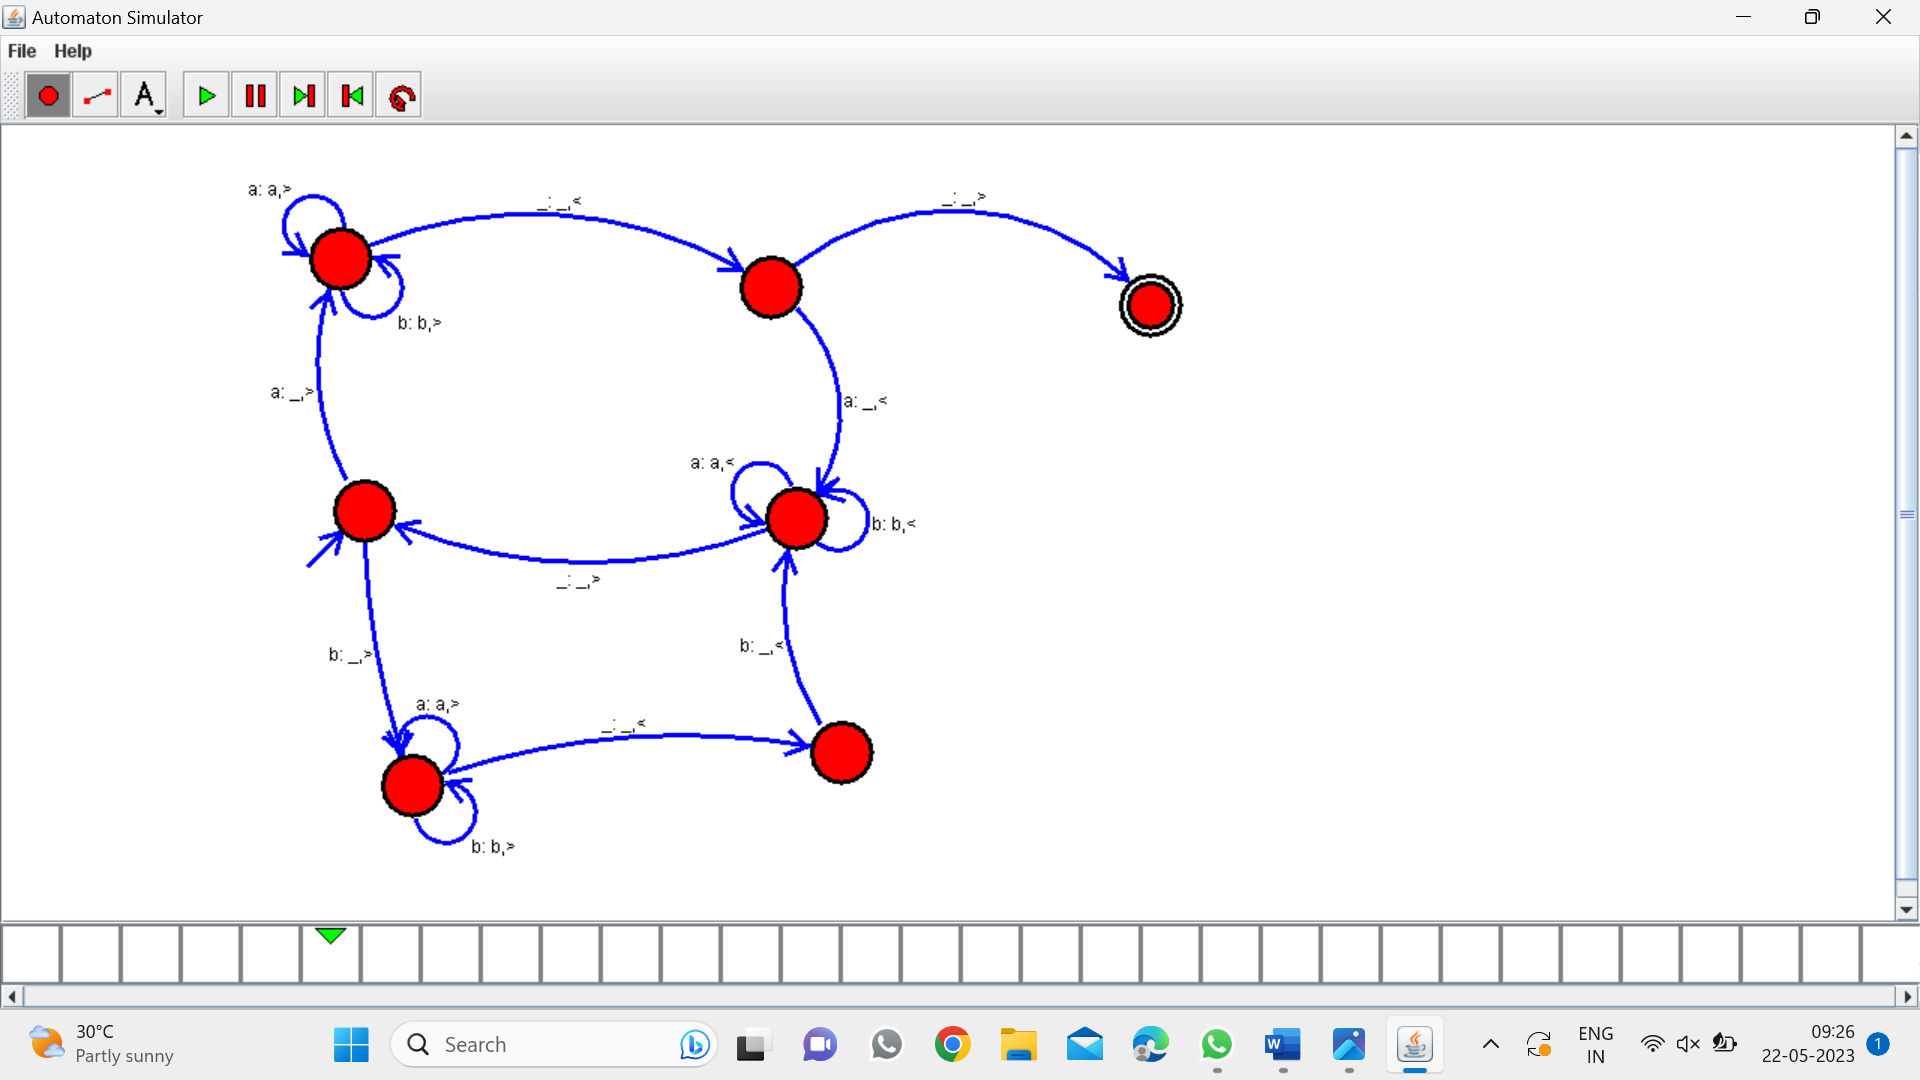 Automaton Simulator
File Help
A
a: a,>
_: _,<
_: _,>
b: b,>
a: _,>
a: _,<
a: a,<
b: b,<
_: _,>
b: _,>
b: _,<
a: a,>
_: _,<
b: b,>
30°C
Partly sunny
Search
W
ENG
IN
09:26
22-05-2023
1